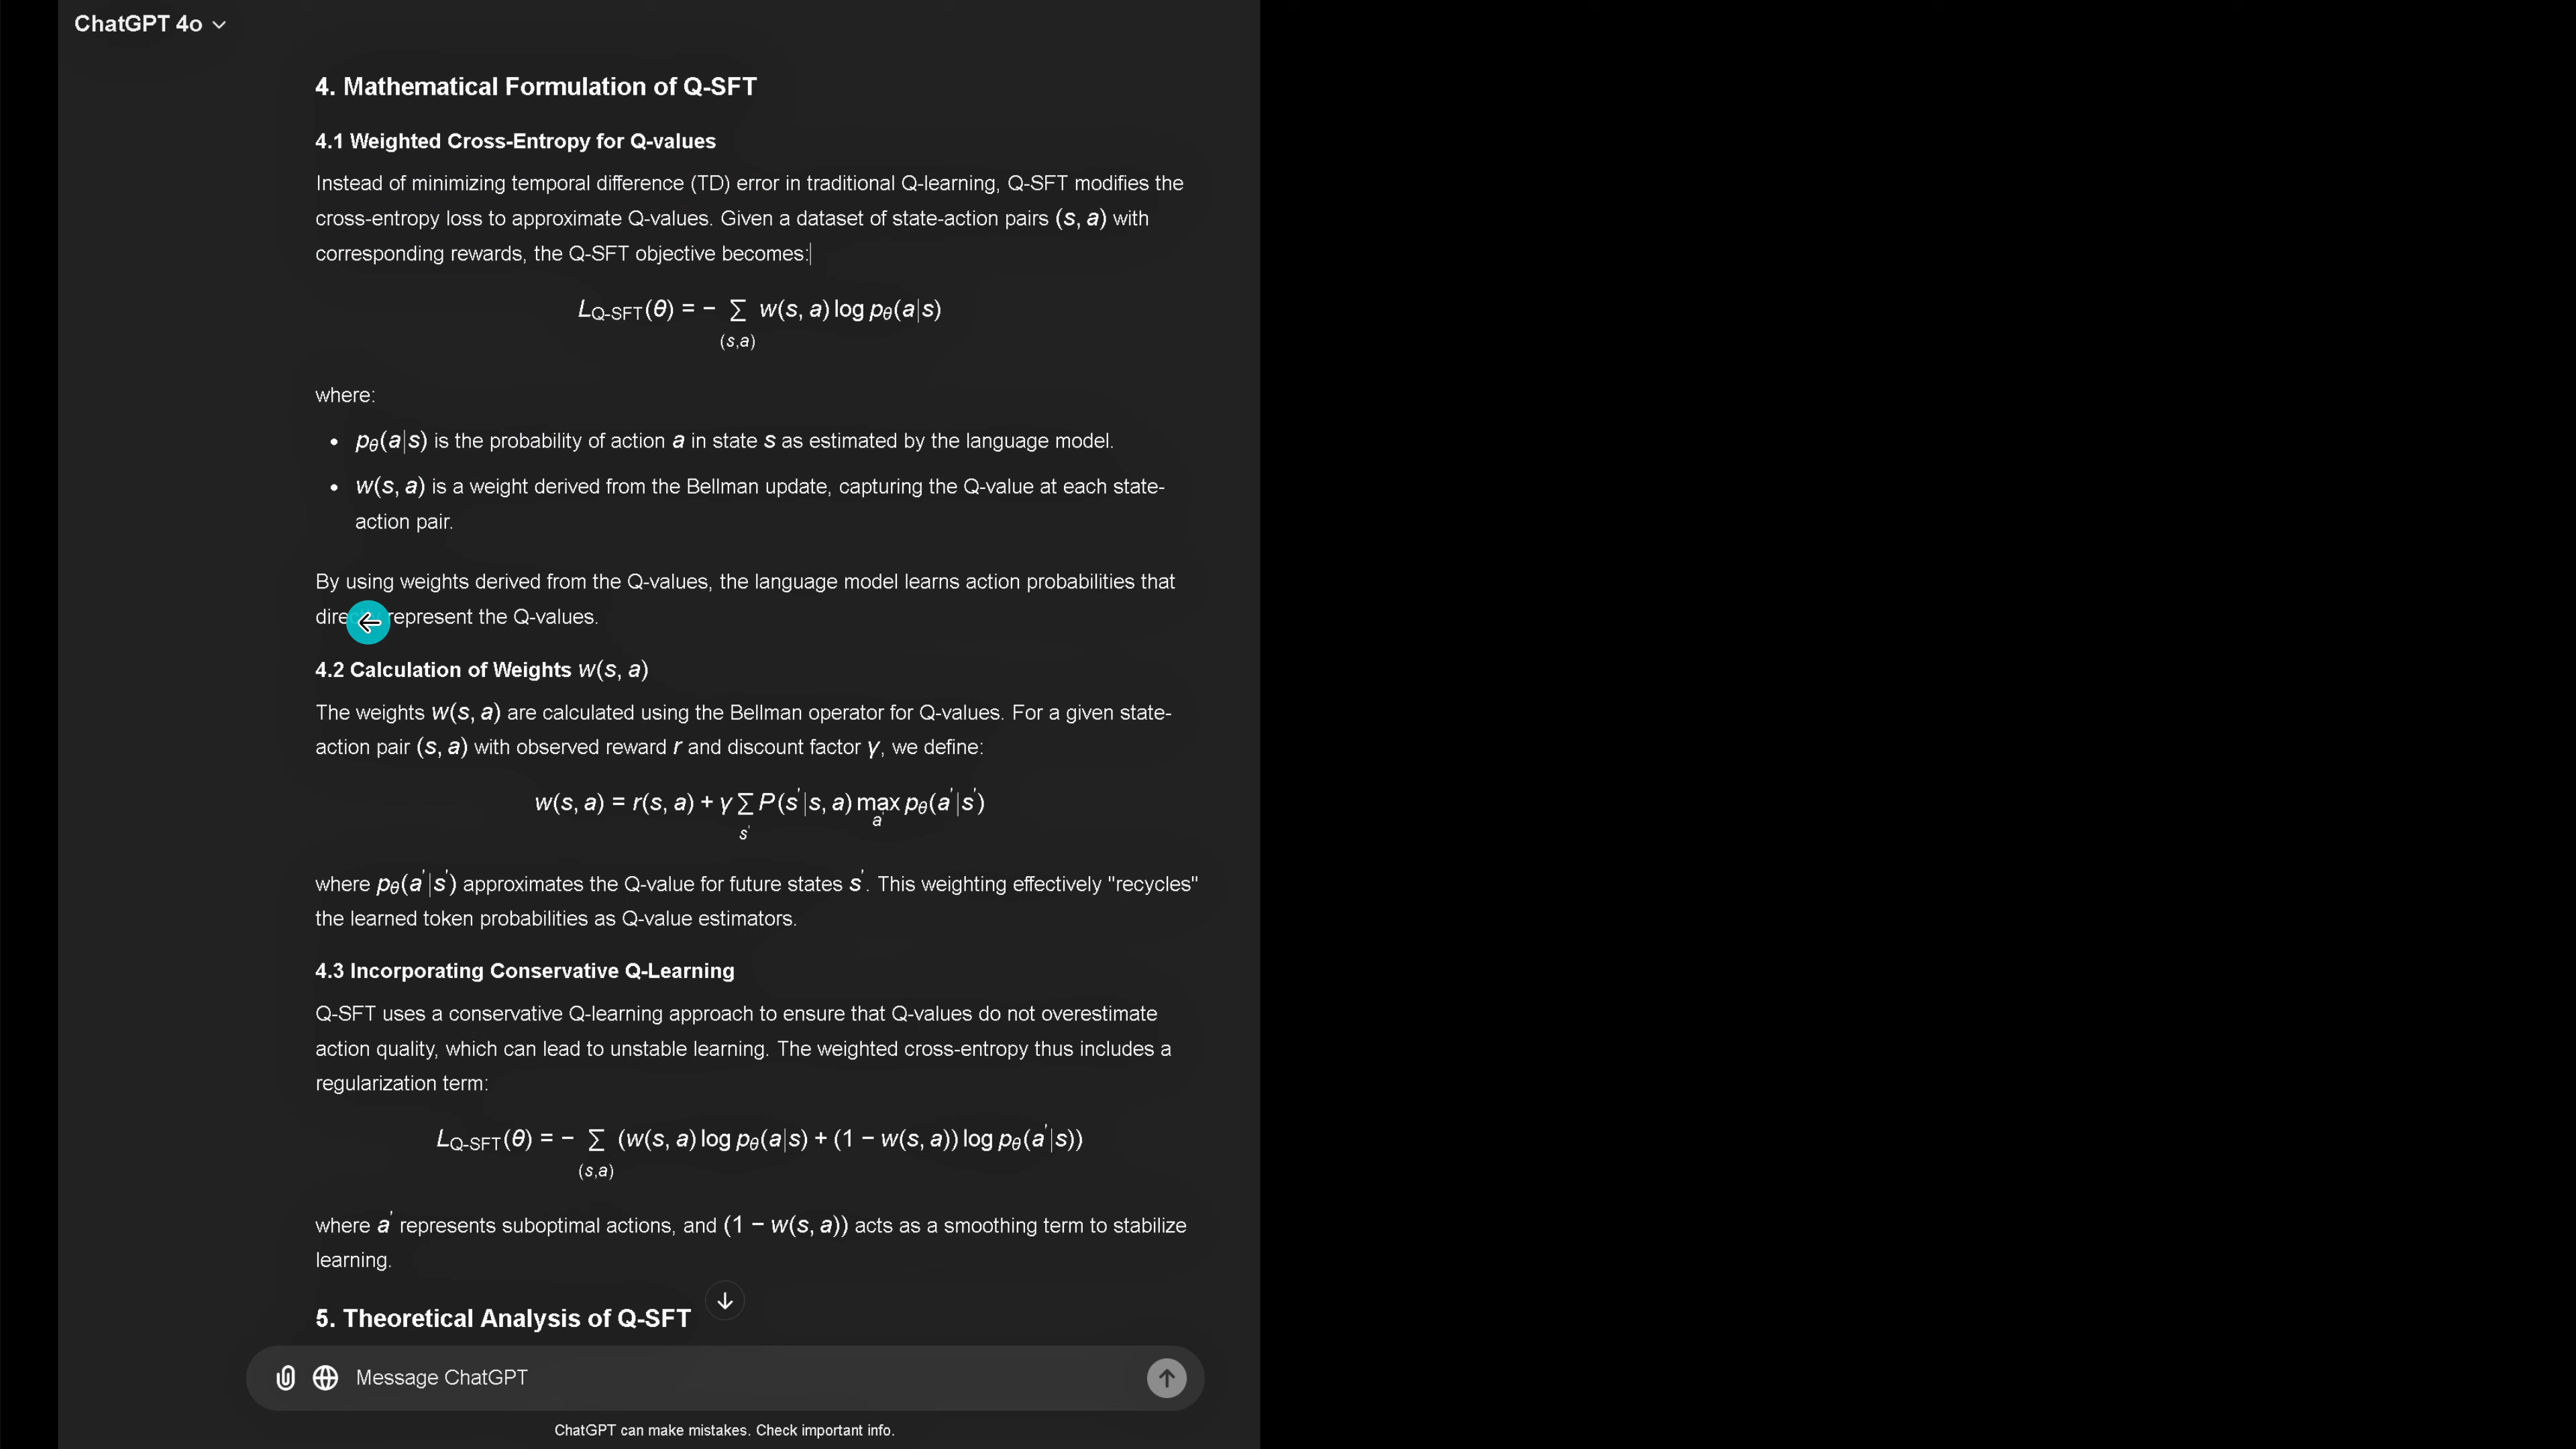 ChatGPT 4o
4. Mathematical Formulation of Q-SFT
4.1 Weighted Cross-Entropy for Q-values
Instead of minimizing temporal difference (TD) error in traditional Q-learning, Q-SFT modifies the
cross-entropy loss to approximate Q-values. Given a dataset of state-action pairs (s, a) with
corresponding rewards, the Q-SFT objective becomes:
L_Q-SFT(θ) = − ∑_(s,a) w(s, a) log p_θ(a|s)
where:
• p_θ(a|s) is the probability of action a in state s as estimated by the language model.
• w(s, a) is a weight derived from the Bellman update, capturing the Q-value at each state-
action pair.
By using weights derived from the Q-values, the language model learns action probabilities that
represent the Q-values.
4.2 Calculation of Weights w(s, a)
The weights w(s, a) are calculated using the Bellman operator for Q-values. For a given state-
action pair (s, a) with observed reward r and discount factor γ, we define:
w(s, a) = r(s, a) + γ ∑_s' P(s'|s, a) max_a p_θ(a'|s')
where p_θ(a'|s') approximates the Q-value for future states s'. This weighting effectively "recycles"
the learned token probabilities as Q-value estimators.
4.3 Incorporating Conservative Q-Learning
Q-SFT uses a conservative Q-learning approach to ensure that Q-values do not overestimate
action quality, which can lead to unstable learning. The weighted cross-entropy thus includes a
regularization term:
L_Q-SFT(θ) = − ∑_(s,a) (w(s, a) log p_θ(a|s) + (1 − w(s, a)) log p_θ(a'|s))
where a' represents suboptimal actions, and (1 − w(s, a)) acts as a smoothing term to stabilize
learning.
5. Theoretical Analysis of Q-SFT
Message ChatGPT
ChatGPT can make mistakes. Check important info.